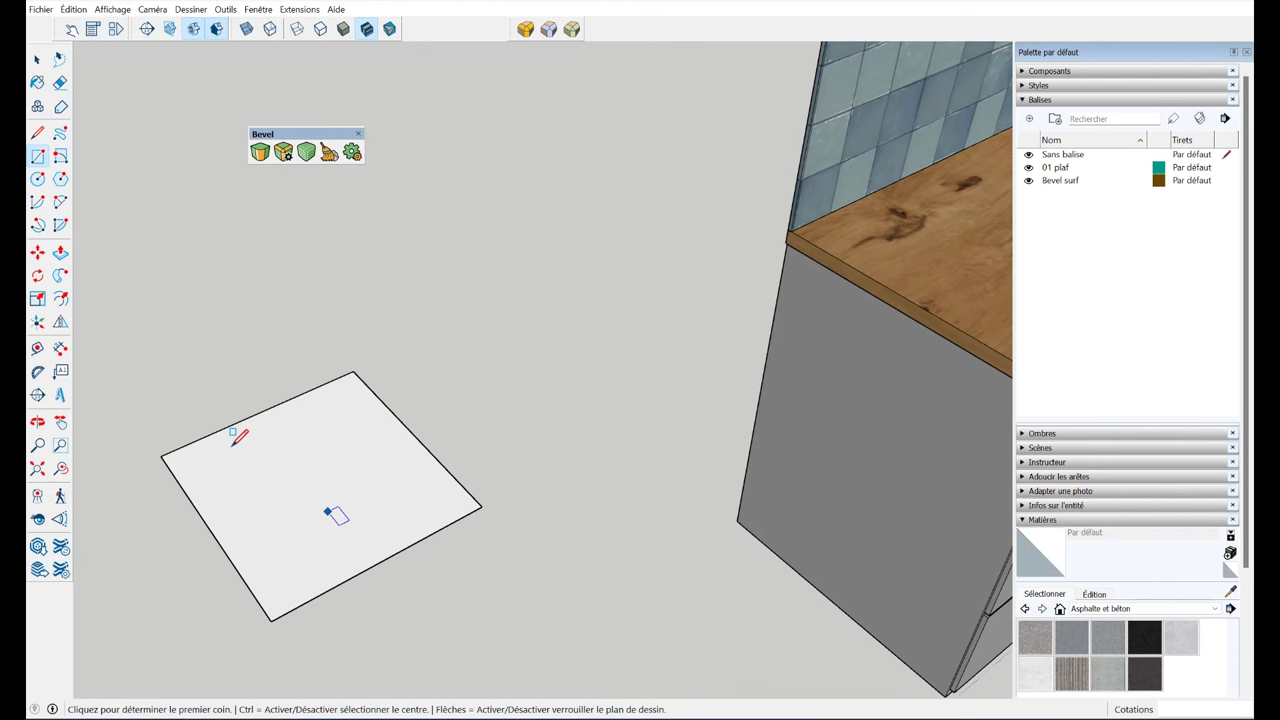 Fichier Édition Affichage Caméra Dessiner Outils Fenêtre Extensions Aide
Palette par défaut
Composants
Styles
Balises
Rechercher
Nom Tirets
Sans balise Par défaut
01 plaf Par défaut
Bevel surf Par défaut
Bevel
Ombres
Scènes
Instructeur
Adoucir les arêtes
Adapter une photo
Infos sur l'entité
Matières
Par défaut
Sélectionner Édition
Asphalte et béton
Cliquez pour déterminer le premier coin. | Ctrl = Activer/Désactiver sélectionner le centre. | Flèches = Activer/Désactiver verrouiller le plan de dessin. Cotations